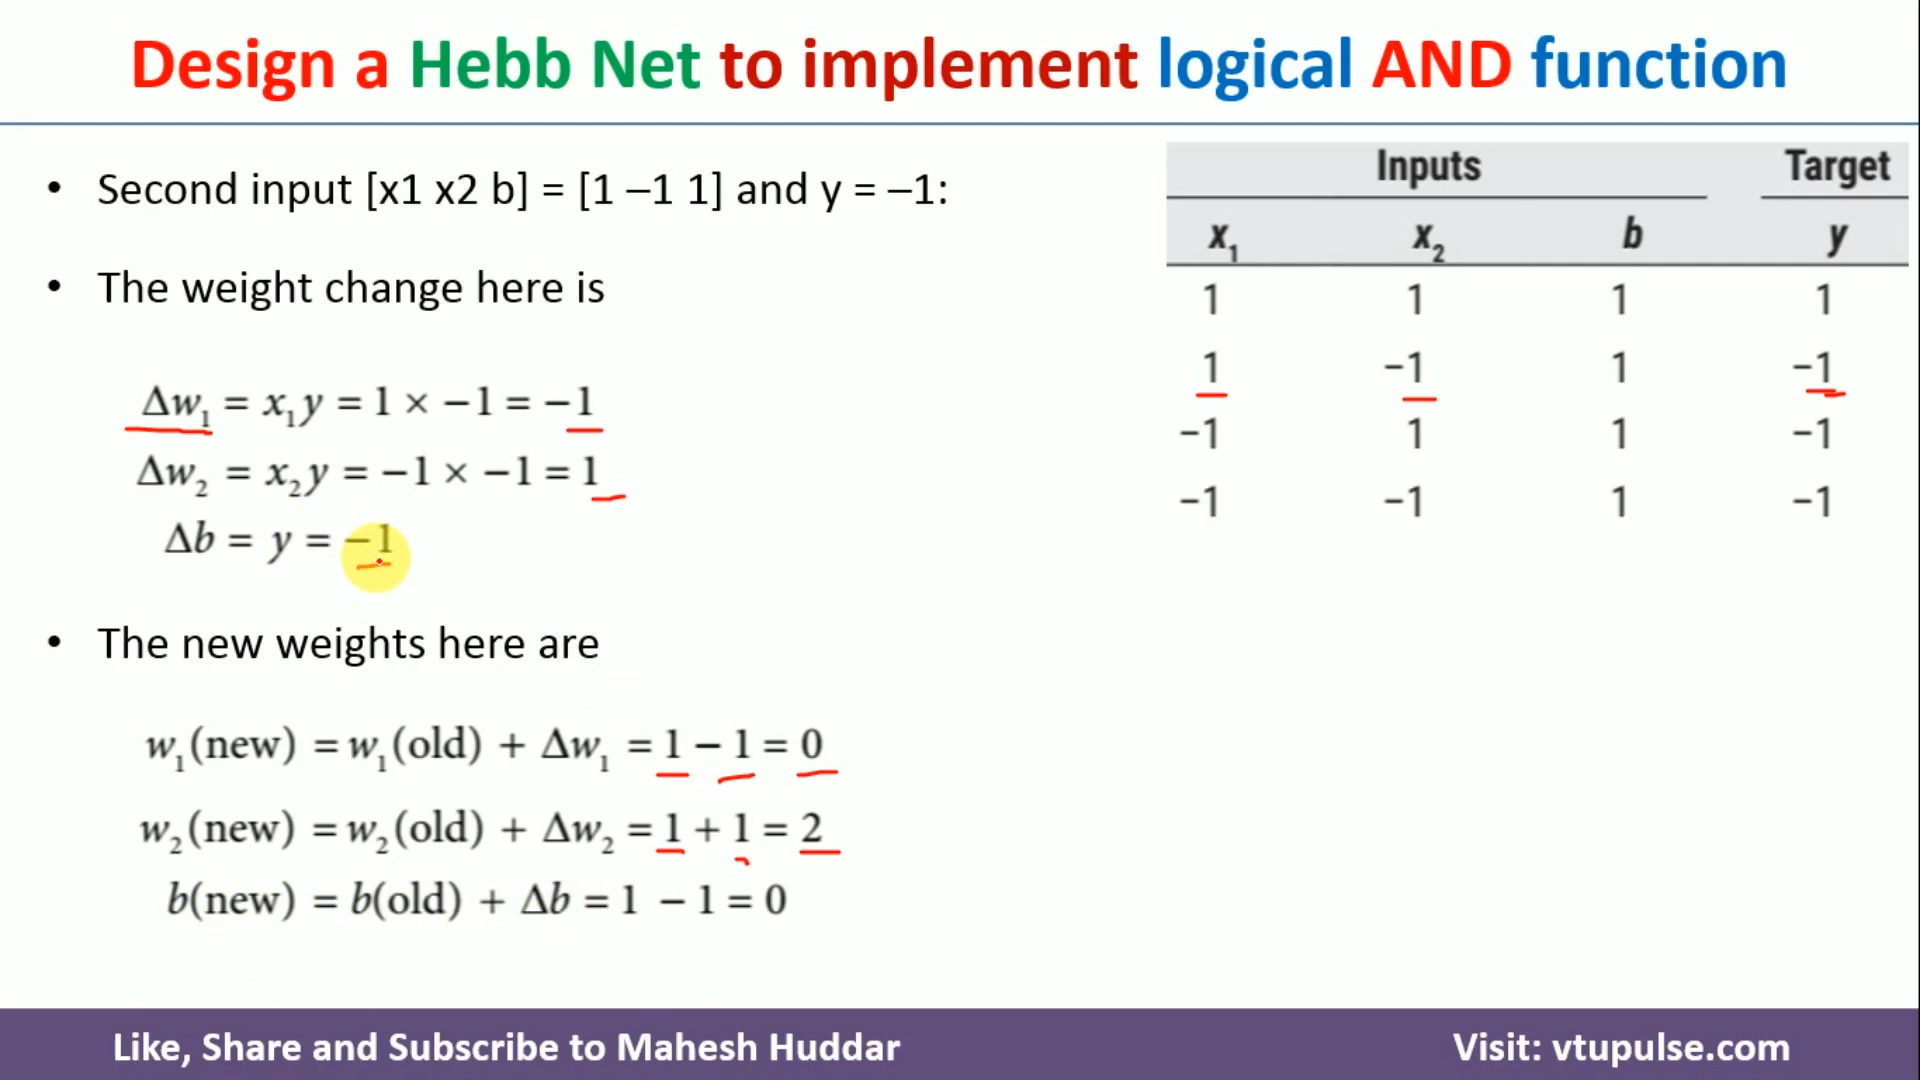 Design a Hebb Net to implement logical AND function
• Second input [x1 x2 b] = [1 –1 1] and y = –1:
• The weight change here is
Δw₁ = x₁y = 1 × −1 = −1
Δw₂ = x₂y = −1 × −1 = 1
Δb = y = −1
• The new weights here are
w₁(new) = w₁(old) + Δw₁ = 1 − 1 = 0
w₂(new) = w₂(old) + Δw₂ = 1 + 1 = 2
b(new) = b(old) + Δb = 1 − 1 = 0
Inputs Target
x₁ x₂ b y
1 1 1 1
1 −1 1 −1
−1 1 1 −1
−1 −1 1 −1
Like, Share and Subscribe to Mahesh Huddar
Visit: vtupulse.com